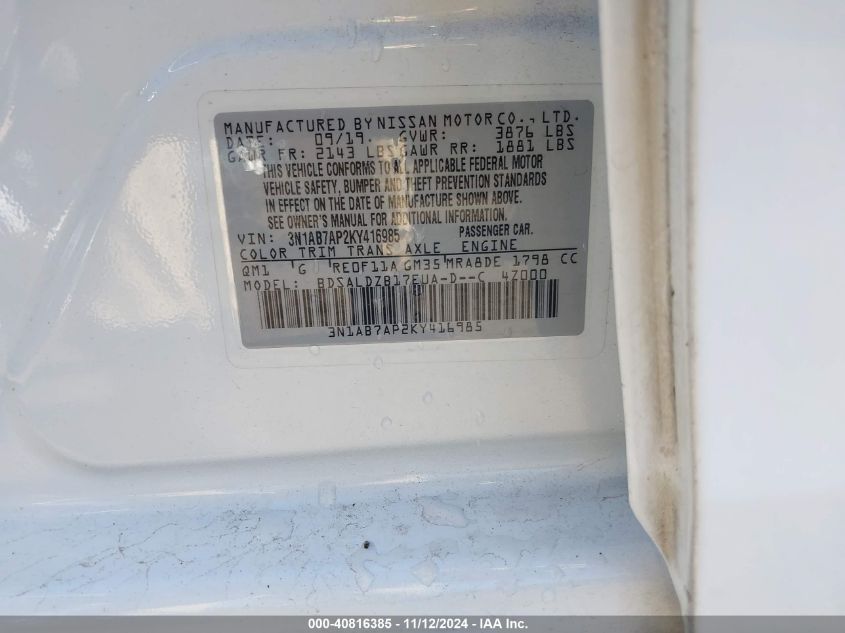 MANUFACTURED BY NISSAN MOTOR CO., LTD.
DATE: 09/19. GVWR: 3876 LBS
GAWR FR: 2143 LBS GAWR RR: 1881 LBS
THIS VEHICLE CONFORMS TO ALL APPLICABLE FEDERAL MOTOR
VEHICLE SAFETY, BUMPER AND THEFT PREVENTION STANDARDS
IN EFFECT ON THE DATE OF MANUFACTURE SHOWN ABOVE.
SEE OWNER'S MANUAL FOR ADDITIONAL INFORMATION.
VIN: 3N1AB7AP2KY416985 PASSENGER CAR.
COLOR TRIM TRANS AXLE ENGINE
QM1 G RE0F11A GM35 MRA8DE 1798 CC
MODEL: BDSALDZB17EUA-D--C 4Z000
3N1AB7AP2KY416985
000-40816385 - 11/12/2024 - IAA Inc.